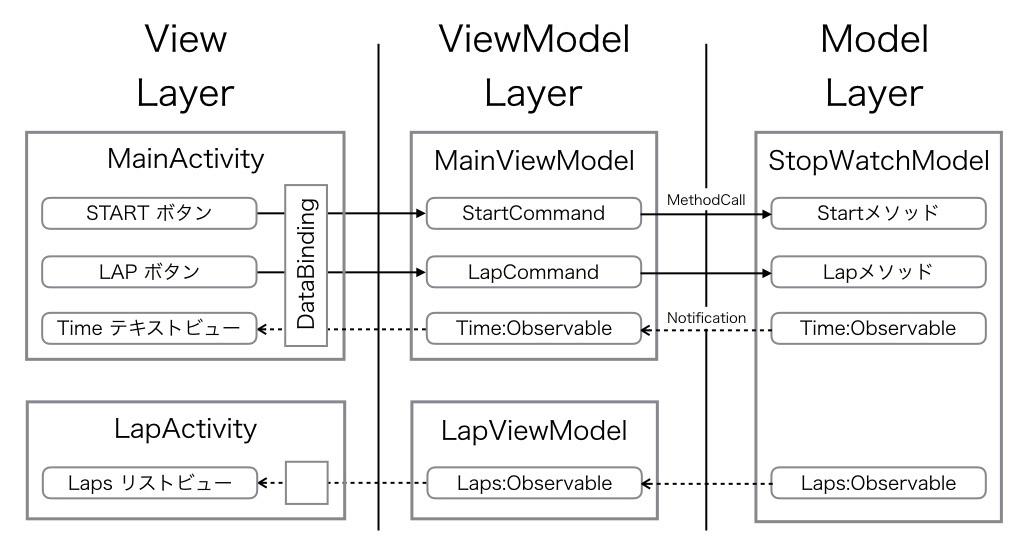 View
Layer
ViewModel
Layer
Model
Layer
MainActivity
START ボタン
LAP ボタン
Time テキストビュー
DataBinding
MainViewModel
StartCommand
LapCommand
Time:Observable
MethodCall
Notification
StopWatchModel
Startメソッド
Lapメソッド
Time:Observable
LapActivity
Laps リストビュー
LapViewModel
Laps:Observable
Laps:Observable